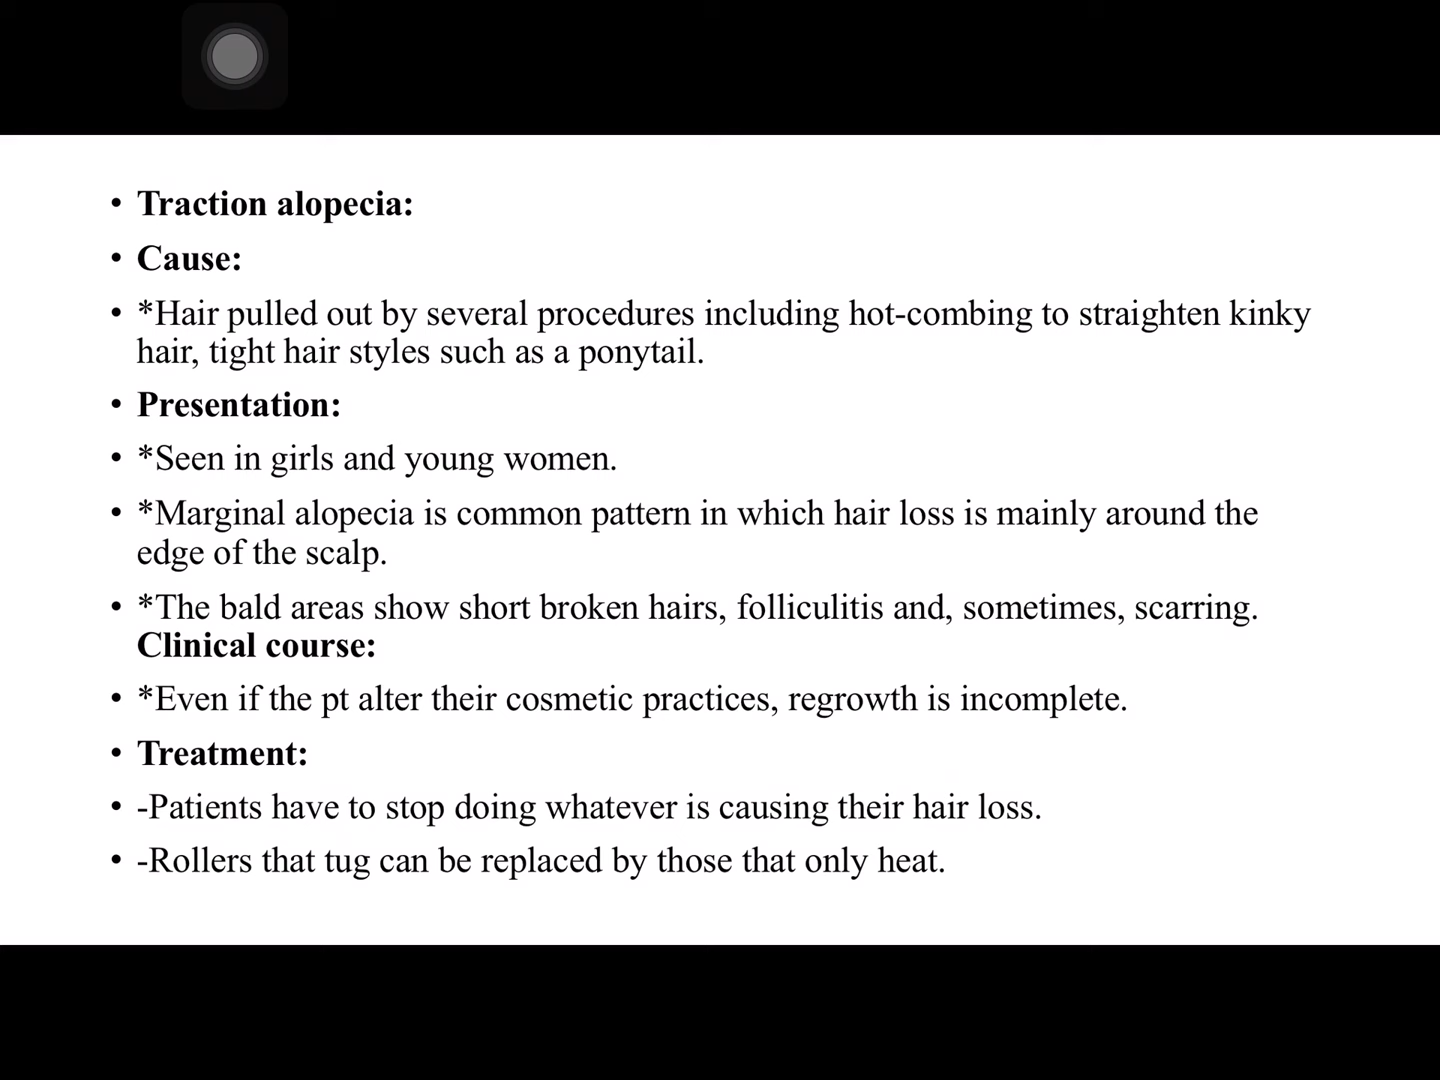 • Traction alopecia:
• Cause:
• *Hair pulled out by several procedures including hot-combing to straighten kinky
hair, tight hair styles such as a ponytail.
• Presentation:
• *Seen in girls and young women.
• *Marginal alopecia is common pattern in which hair loss is mainly around the
edge of the scalp.
• *The bald areas show short broken hairs, folliculitis and, sometimes, scarring.
Clinical course:
• *Even if the pt alter their cosmetic practices, regrowth is incomplete.
• Treatment:
• -Patients have to stop doing whatever is causing their hair loss.
• -Rollers that tug can be replaced by those that only heat.